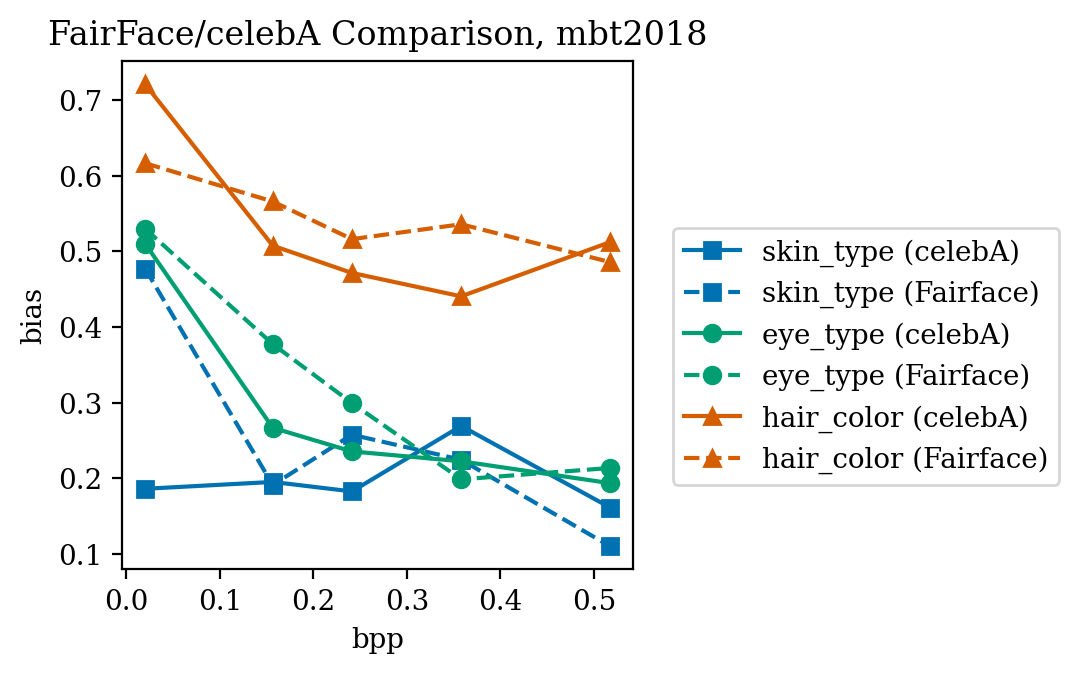 FairFace/celebA Comparison, mbt2018
0.7
0.6
0.5
0.4
0.3
0.2
0.1
bias
0.0 0.1 0.2 0.3 0.4 0.5
bpp
skin_type (celebA)
skin_type (Fairface)
eye_type (celebA)
eye_type (Fairface)
hair_color (celebA)
hair_color (Fairface)